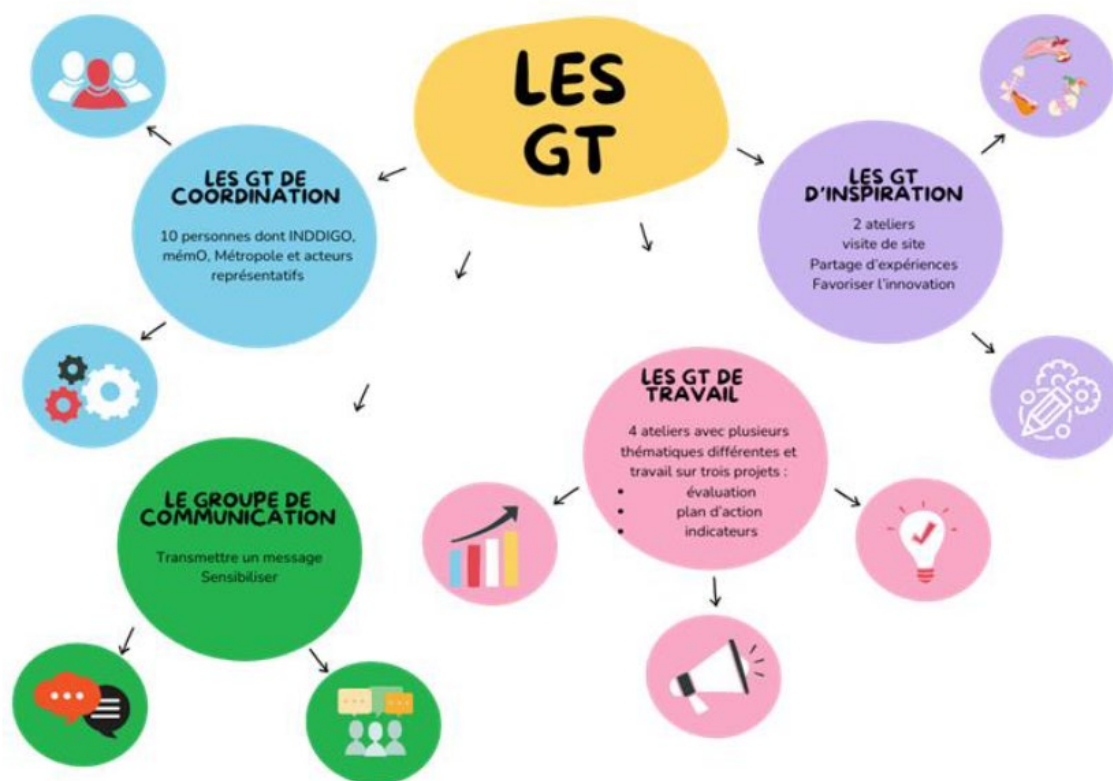 LES
GT
LES GT DE
COORDINATION
10 personnes dont INDDIGO,
mémO, Métropole et acteurs
représentatifs
LES GT
D'INSPIRATION
2 ateliers
visite de site
Partage d'expériences
Favoriser l'innovation
LES GT DE
TRAVAIL
4 ateliers avec plusieurs
thématiques différentes et
travail sur trois projets :
• évaluation
• plan d'action
• indicateurs
LE GROUPE DE
COMMUNICATION
Transmettre un message
Sensibiliser